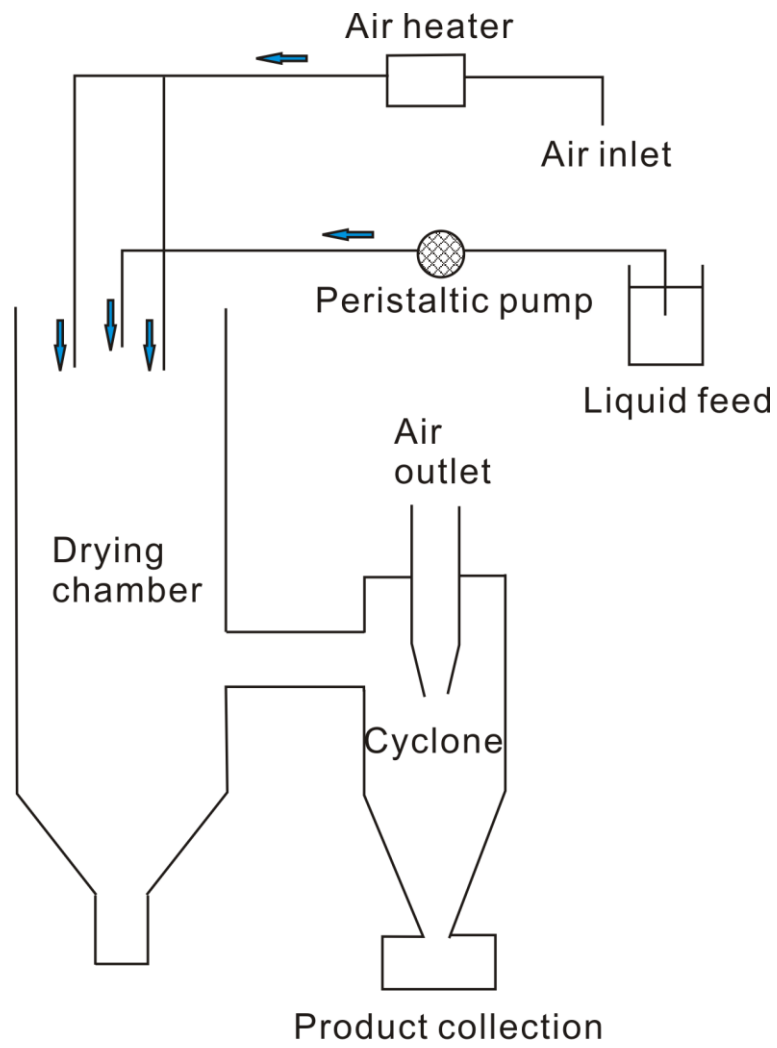 Air heater
Air inlet
Peristaltic pump
Liquid feed
Air
outlet
Drying
chamber
Cyclone
Product collection